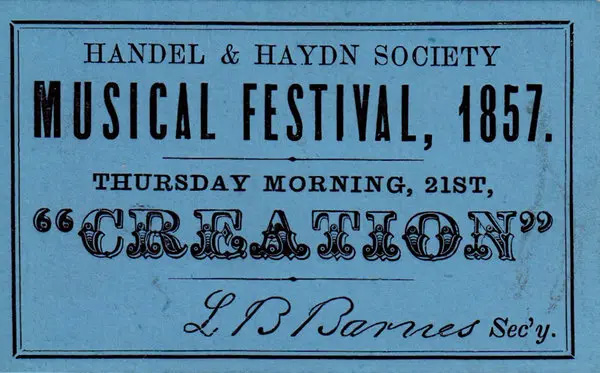 HANDEL & HAYDN SOCIETY
MUSICAL FESTIVAL, 1857.
THURSDAY MORNING, 21ST,
“CREATION”
L B Barnes Sec'y.